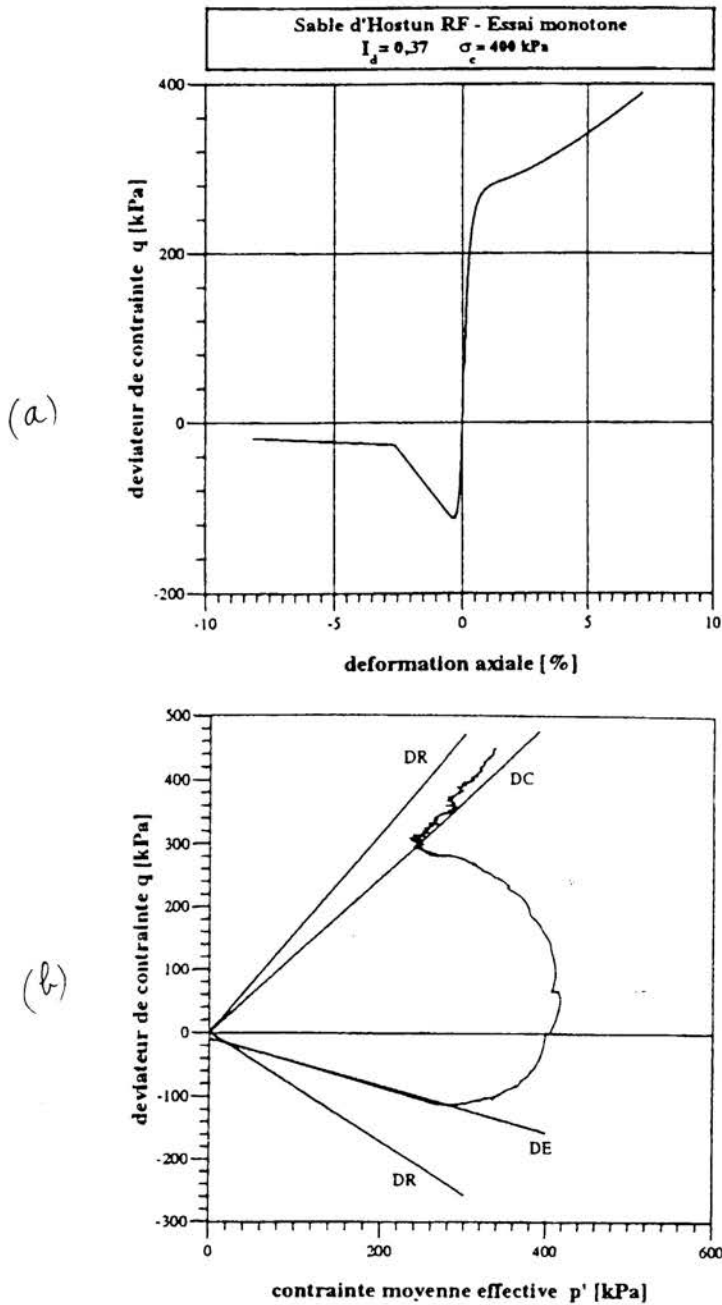 Sable d'Hostun RF - Essai monotone
I_d = 0,37 σ_c = 400 kPa
400
200
0
-200
deviateur de contrainte q [kPa]
-10 -5 0 5 10
deformation axiale [%]
(a)
500
400
300
200
100
0
-100
-200
-300
deviateur de contrainte q [kPa]
DR
DC
DE
DR
0 200 400 600
contrainte moyenne effective p' [kPa]
(b)